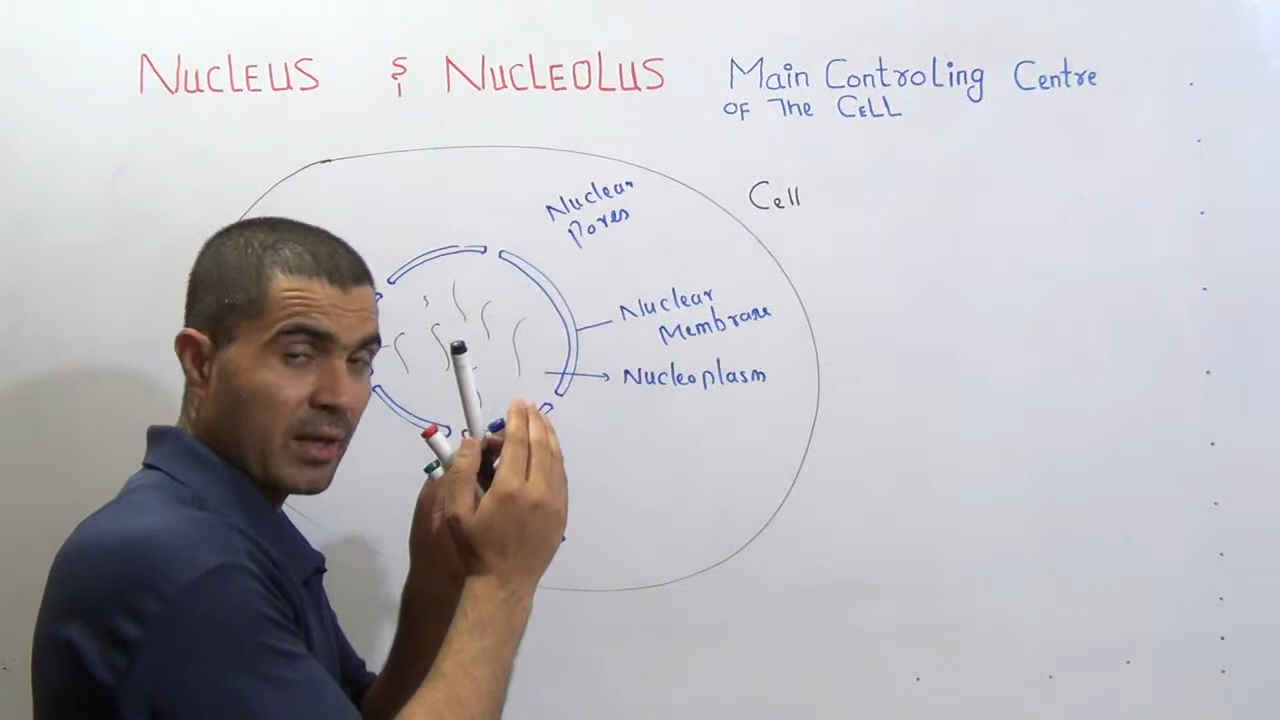 NUCLEUS & NUCLEOLUS Main Controling Centre
OF The CELL
Nuclear
Pores
Cell
Nuclear
Membrane
Nucleoplasm